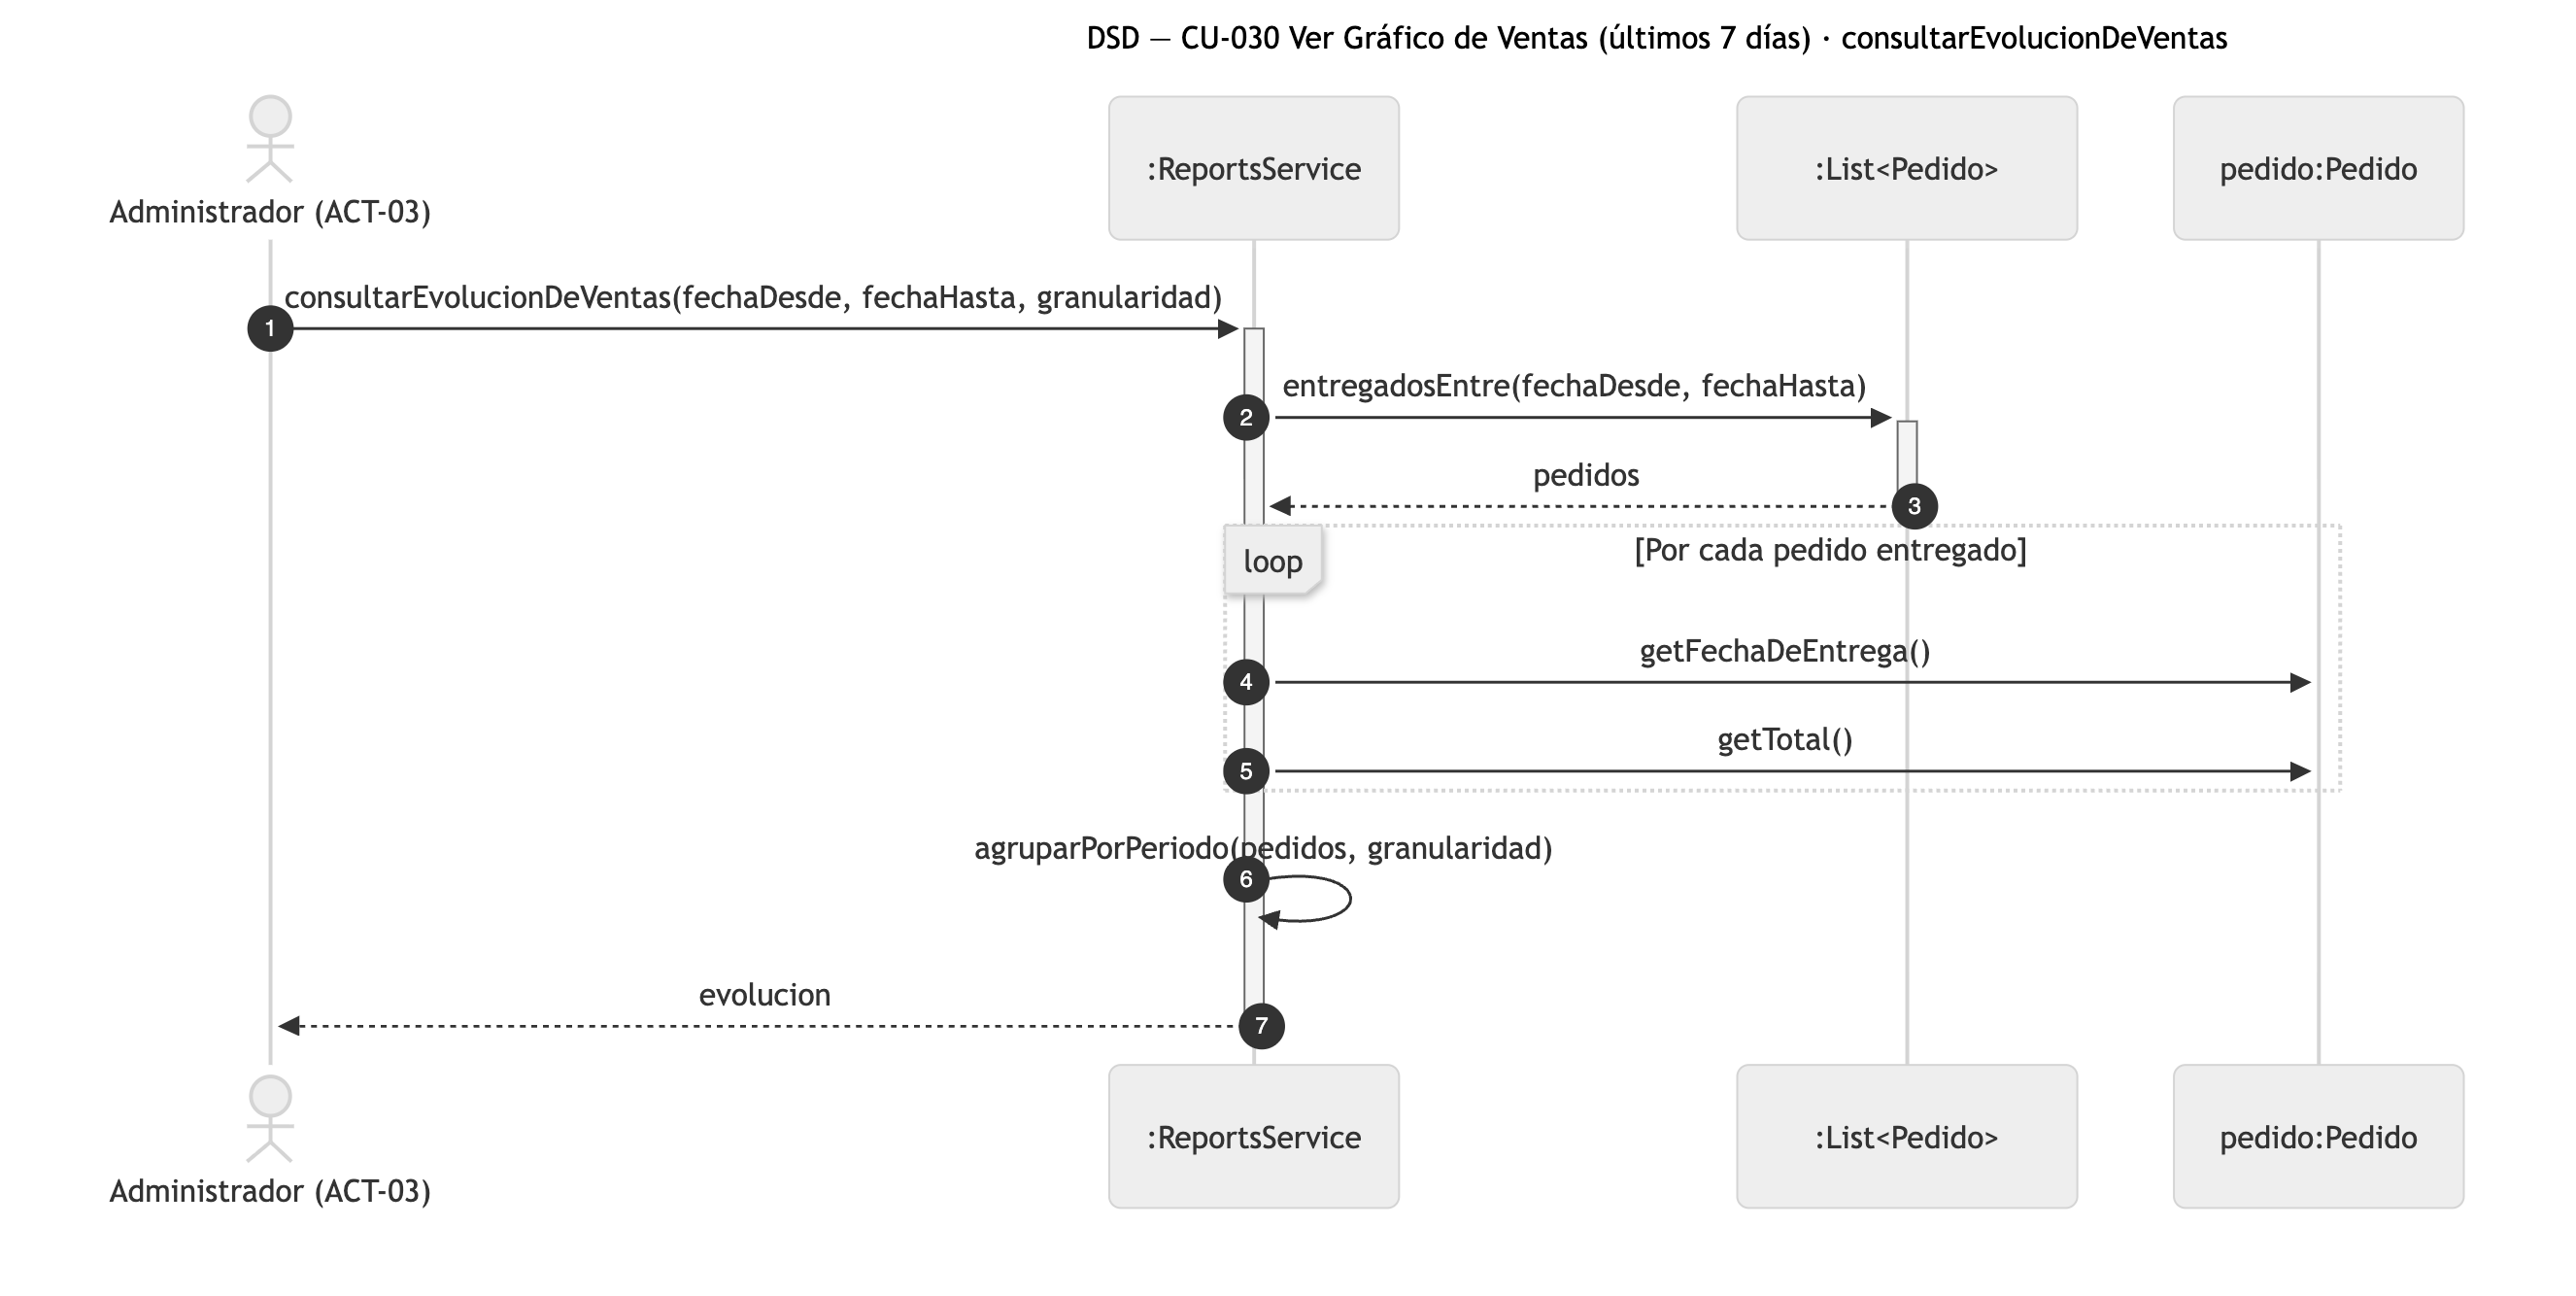 DSD — CU-030 Ver Gráfico de Ventas (últimos 7 días) · consultarEvolucionDeVentas
Administrador (ACT-03)
:ReportsService
:List<Pedido>
pedido:Pedido
consultarEvolucionDeVentas(fechaDesde, fechaHasta, granularidad)
1
entregadosEntre(fechaDesde, fechaHasta)
2
pedidos
3
loop
[Por cada pedido entregado]
getFechaDeEntrega()
4
getTotal()
5
agruparPorPeriodo(pedidos, granularidad)
6
evolucion
7
Administrador (ACT-03)
:ReportsService
:List<Pedido>
pedido:Pedido